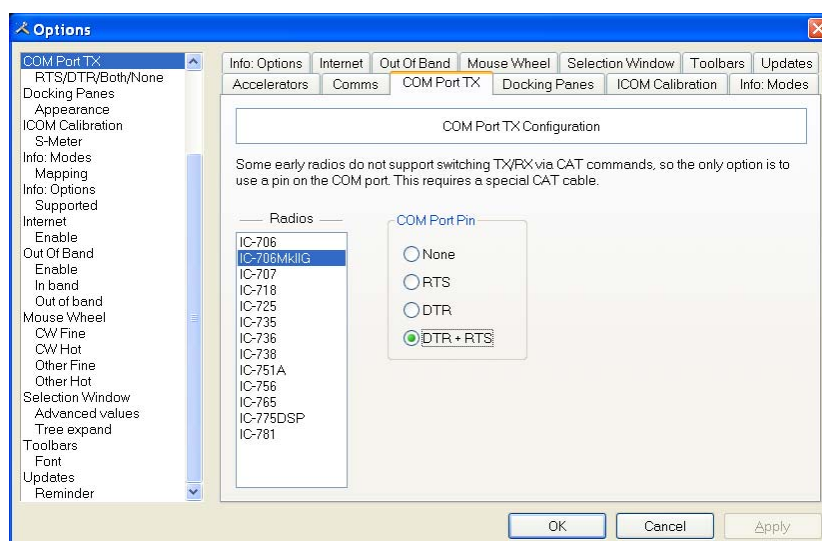 Options
COM Port TX
RTS/DTR/Both/None
Docking Panes
Appearance
ICOM Calibration
S-Meter
Info: Modes
Mapping
Info: Options
Supported
Internet
Enable
Out Of Band
Enable
In band
Out of band
Mouse Wheel
CW Fine
CW Hot
Other Fine
Other Hot
Selection Window
Advanced values
Tree expand
Toolbars
Font
Updates
Reminder
Info: Options Internet Out Of Band Mouse Wheel Selection Window Toolbars Updates
Accelerators Comms COM Port TX Docking Panes ICOM Calibration Info: Modes
COM Port TX Configuration
Some early radios do not support switching TX/RX via CAT commands, so the only option is to
use a pin on the COM port. This requires a special CAT cable.
Radios
IC-706
IC-706MkIIG
IC-707
IC-718
IC-725
IC-735
IC-736
IC-738
IC-751A
IC-756
IC-765
IC-775DSP
IC-781
COM Port Pin
None
RTS
DTR
DTR + RTS
OK Cancel Apply